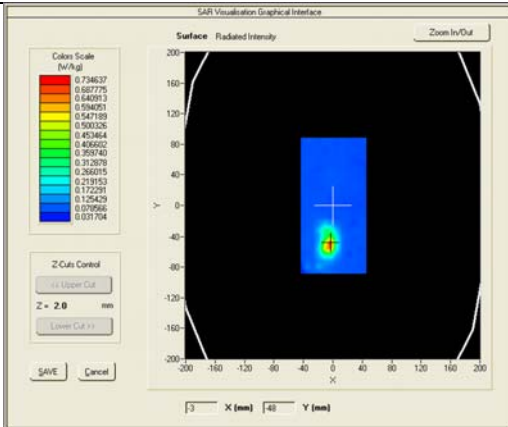 SAR Visualisation Graphical Interface
Surface Radiated Intensity
Zoom In/Out
Colors Scale
(W/kg)
0.734637
0.687775
0.640913
0.594051
0.547189
0.500326
0.453464
0.406602
0.359740
0.312878
0.266015
0.219153
0.172291
0.125429
0.078566
0.031704
Z-Cuts Control
<< Upper Cut
Z = 2.0 mm
Lower Cut >>
SAVE Cancel
200
160
120
80
40
0
-40
-80
-120
-160
-200
Y
-200 -160 -120 -80 -40 0 40 80 120 160 200
X
-3 X (mm) -48 Y (mm)